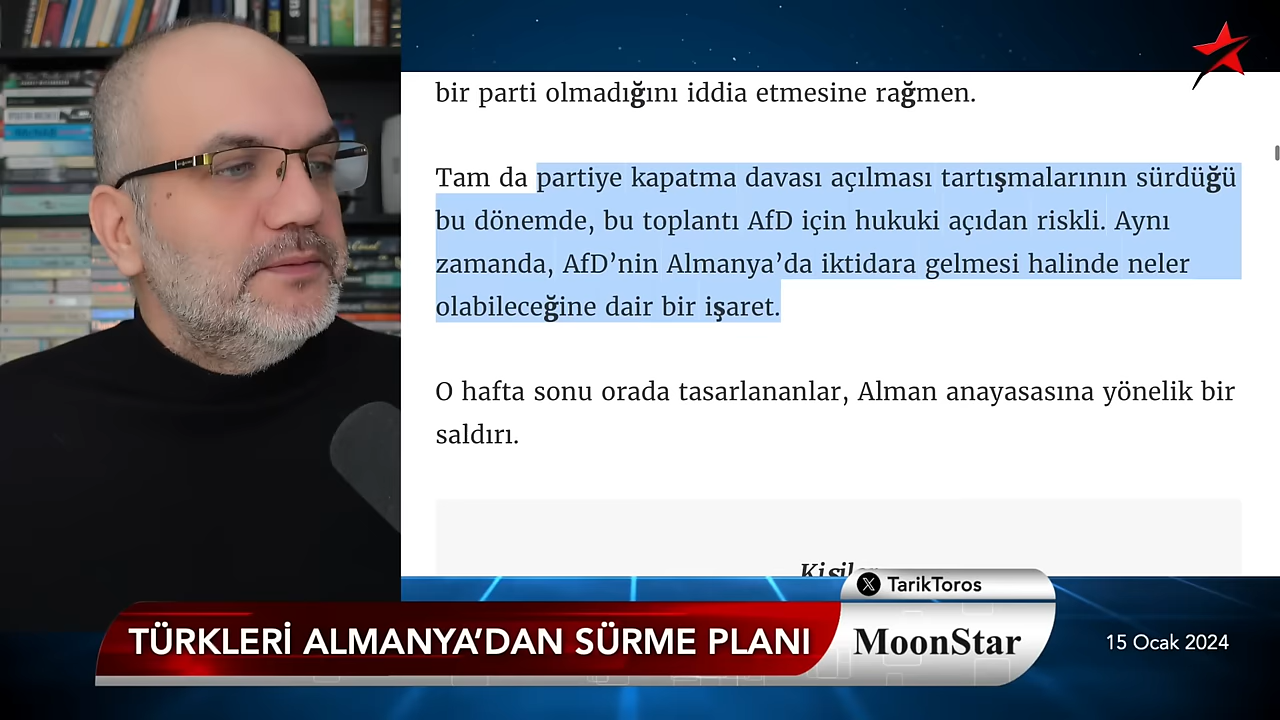 bir parti olmadığını iddia etmesine rağmen.
Tam da partiye kapatma davası açılması tartışmalarının sürdüğü
bu dönemde, bu toplantı AfD için hukuki açıdan riskli. Aynı
zamanda, AfD’nin Almanya’da iktidara gelmesi halinde neler
olabileceğine dair bir işaret.
O hafta sonu orada tasarlananlar, Alman anayasasına yönelik bir
saldırı.
Kişiler
TarikToros
TÜRKLERİ ALMANYA’DAN SÜRME PLANI
MoonStar
15 Ocak 2024